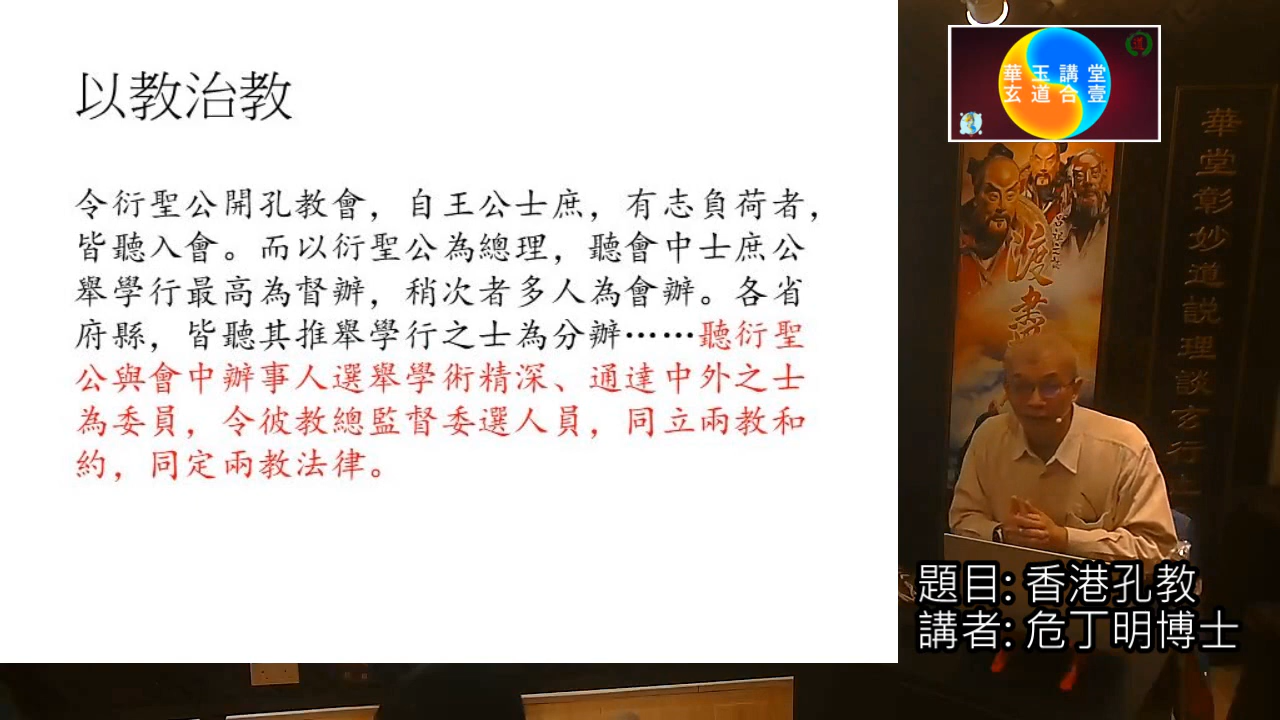 以教治教
令衍聖公開孔教會，自王公士庶，有志負荷者，
皆聽入會。而以衍聖公為總理，聽會中士庶公
舉學行最高為督辦，稍次者多人為會辦。各省
府縣，皆聽其推舉學行之士為分辦……聽衍聖
公與會中辦事人選舉學術精深、通達中外之士
為委員，令彼教總監督委選人員，同立兩教和
約，同定兩教法律。
華玉講堂
玄道合壹
道
華堂彰妙道說理談玄行
渡
題目: 香港孔教
講者: 危丁明博士